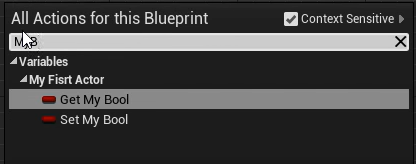 All Actions for this Blueprint Context Sensitive
Variables
My Fisrt Actor
Get My Bool
Set My Bool